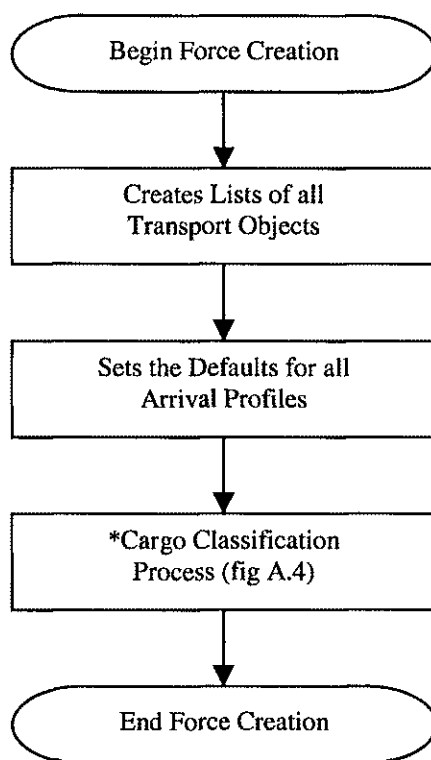 Begin Force Creation
Creates Lists of all
Transport Objects
Sets the Defaults for all
Arrival Profiles
*Cargo Classification
Process (fig A.4)
End Force Creation